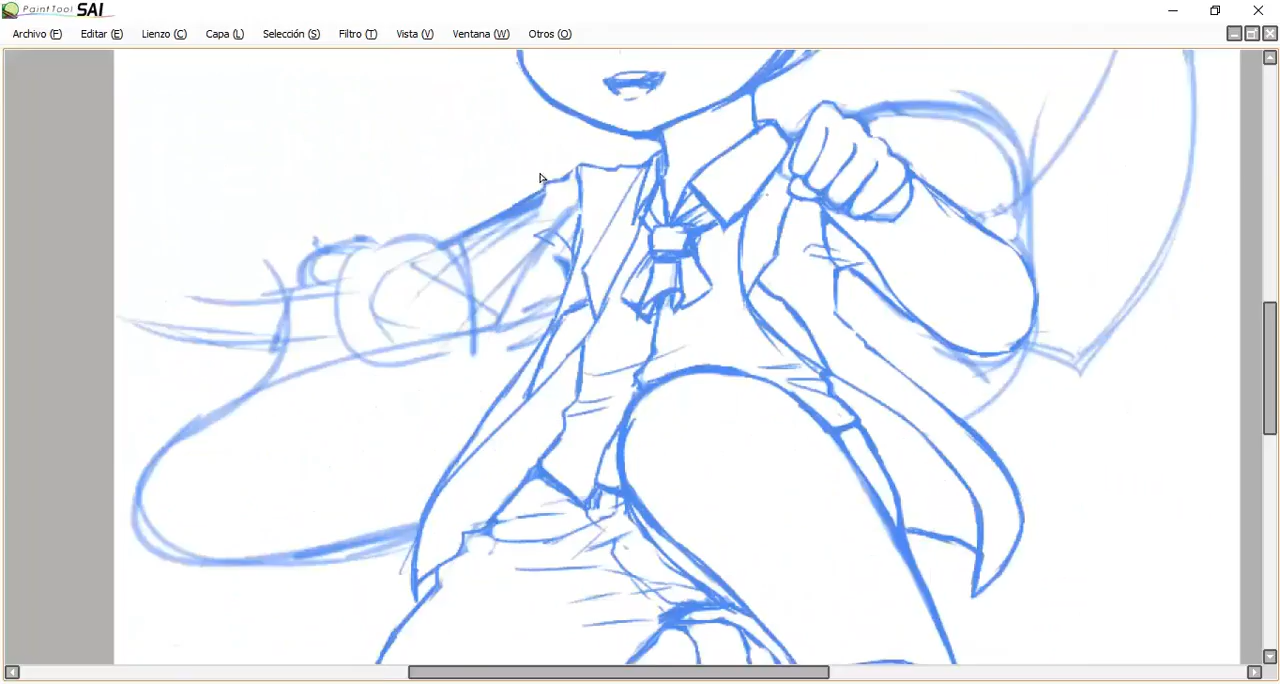 PaintTool SAI
Archivo (F) Editar (E) Lienzo (C) Capa (L) Selección (S) Filtro (T) Vista (V) Ventana (W) Otros (O)